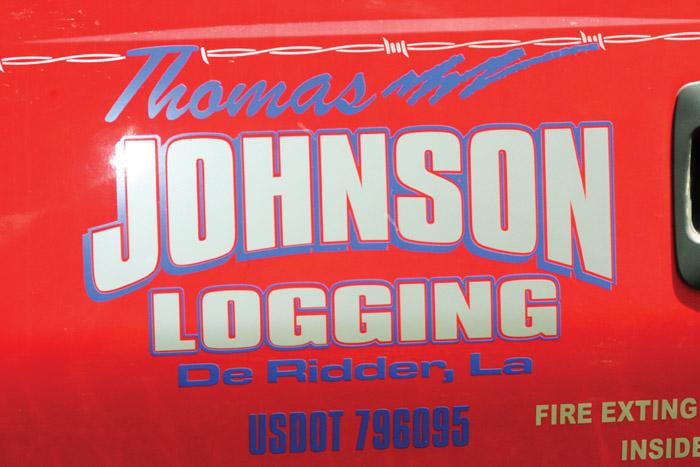 Thomas
JOHNSON
LOGGING
De Ridder, La
USDOT 796095
FIRE EXTING
INSIDE